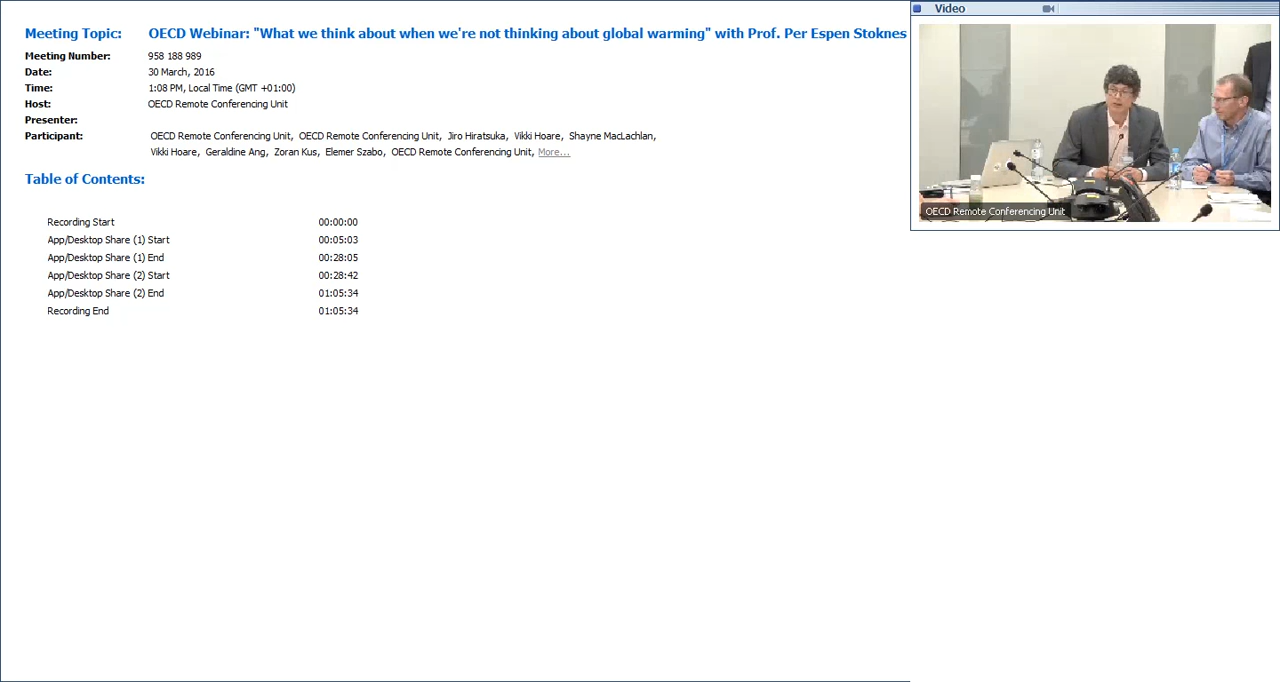 Meeting Topic: OECD Webinar: "What we think about when we're not thinking about global warming" with Prof. Per Espen Stoknes
Meeting Number: 958 188 989
Date: 30 March, 2016
Time: 1:08 PM, Local Time (GMT +01:00)
Host: OECD Remote Conferencing Unit
Presenter:
Participant: OECD Remote Conferencing Unit, OECD Remote Conferencing Unit, Jiro Hiratsuka, Vikki Hoare, Shayne MacLachlan,
Vikki Hoare, Geraldine Ang, Zoran Kus, Elemer Szabo, OECD Remote Conferencing Unit, More...
Table of Contents:
Recording Start 00:00:00
App/Desktop Share (1) Start 00:05:03
App/Desktop Share (1) End 00:28:05
App/Desktop Share (2) Start 00:28:42
App/Desktop Share (2) End 01:05:34
Recording End 01:05:34
Video
OECD Remote Conferencing Unit